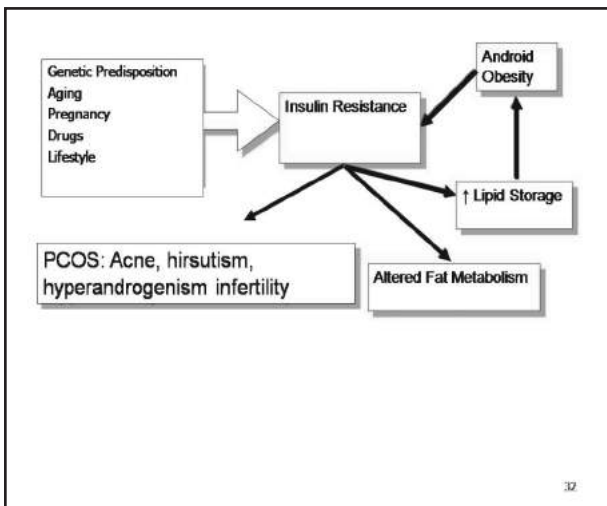 Genetic Predisposition
Aging
Pregnancy
Drugs
Lifestyle
Insulin Resistance
Android
Obesity
↑ Lipid Storage
PCOS: Acne, hirsutism,
hyperandrogenism infertility
Altered Fat Metabolism
32